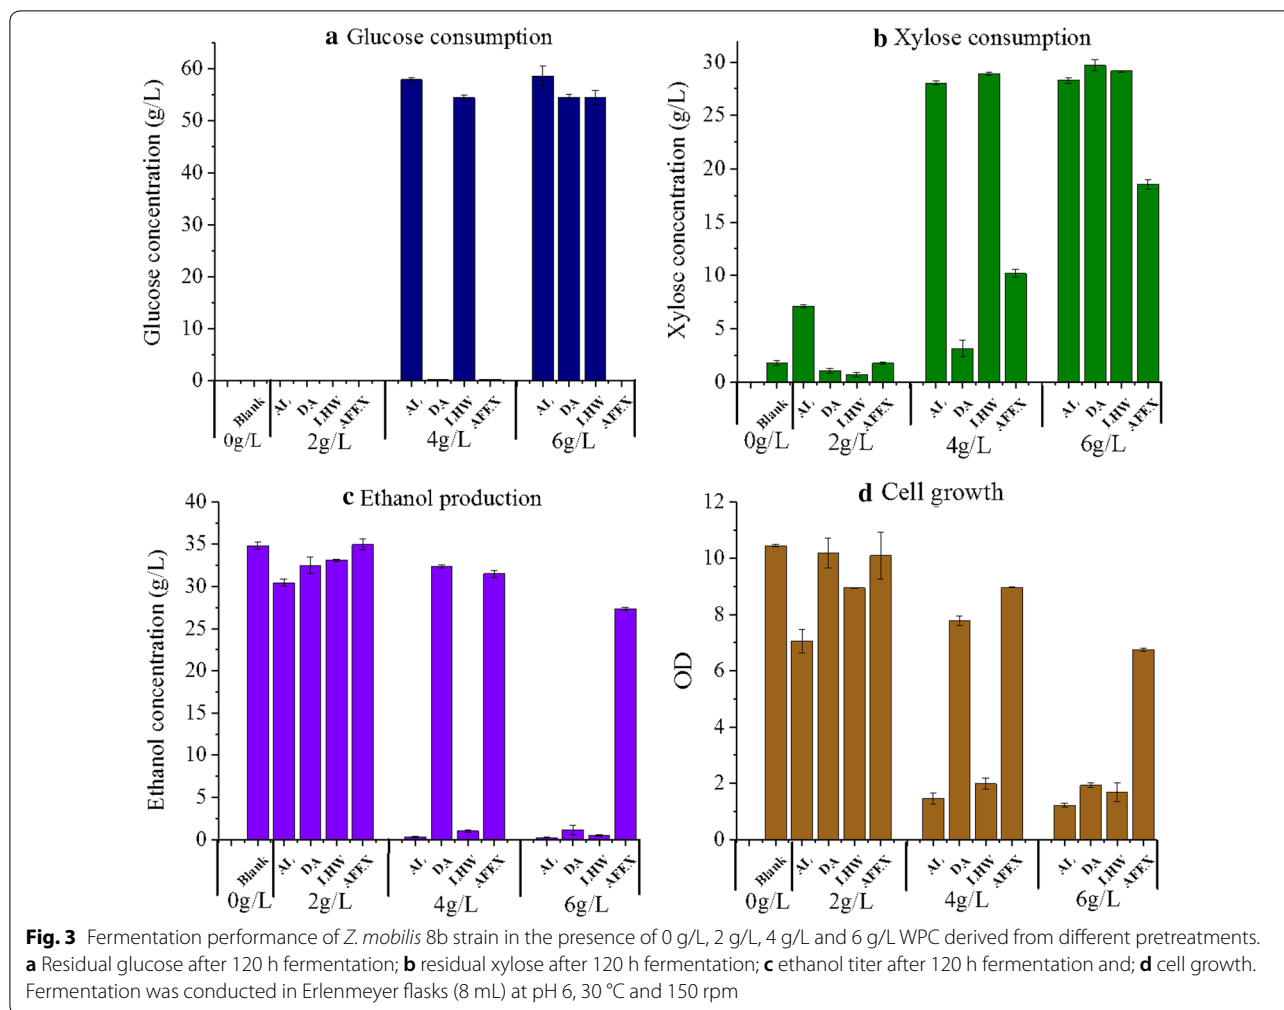 a Glucose consumption
Glucose concentration (g/L)
60
50
40
30
20
10
0
Blank
AL
DA
LHW
AFEX
AL
DA
LHW
AFEX
AL
DA
LHW
AFEX
0g/L
2g/L
4g/L
6g/L
b Xylose consumption
Xylose concentration (g/L)
30
25
20
15
10
5
0
Blank
AL
DA
LHW
AFEX
AL
DA
LHW
AFEX
AL
DA
LHW
AFEX
0g/L
2g/L
4g/L
6g/L
c Ethanol production
Ethanol concentration (g/L)
40
35
30
25
20
15
10
5
0
Blank
AL
DA
LHW
AFEX
AL
DA
LHW
AFEX
AL
DA
LHW
AFEX
0g/L
2g/L
4g/L
6g/L
d Cell growth
OD
12
10
8
6
4
2
0
Blank
AL
DA
LHW
AFEX
AL
DA
LHW
AFEX
AL
DA
LHW
AFEX
0g/L
2g/L
4g/L
6g/L
Fig. 3 Fermentation performance of Z. mobilis 8b strain in the presence of 0 g/L, 2 g/L, 4 g/L and 6 g/L WPC derived from different pretreatments.
a Residual glucose after 120 h fermentation; b residual xylose after 120 h fermentation; c ethanol titer after 120 h fermentation and; d cell growth.
Fermentation was conducted in Erlenmeyer flasks (8 mL) at pH 6, 30 °C and 150 rpm